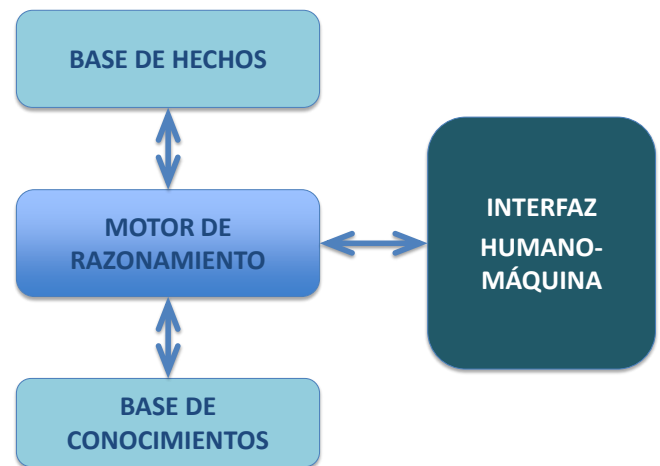 BASE DE HECHOS
MOTOR DE
RAZONAMIENTO
INTERFAZ
HUMANO-
MÁQUINA
BASE DE
CONOCIMIENTOS